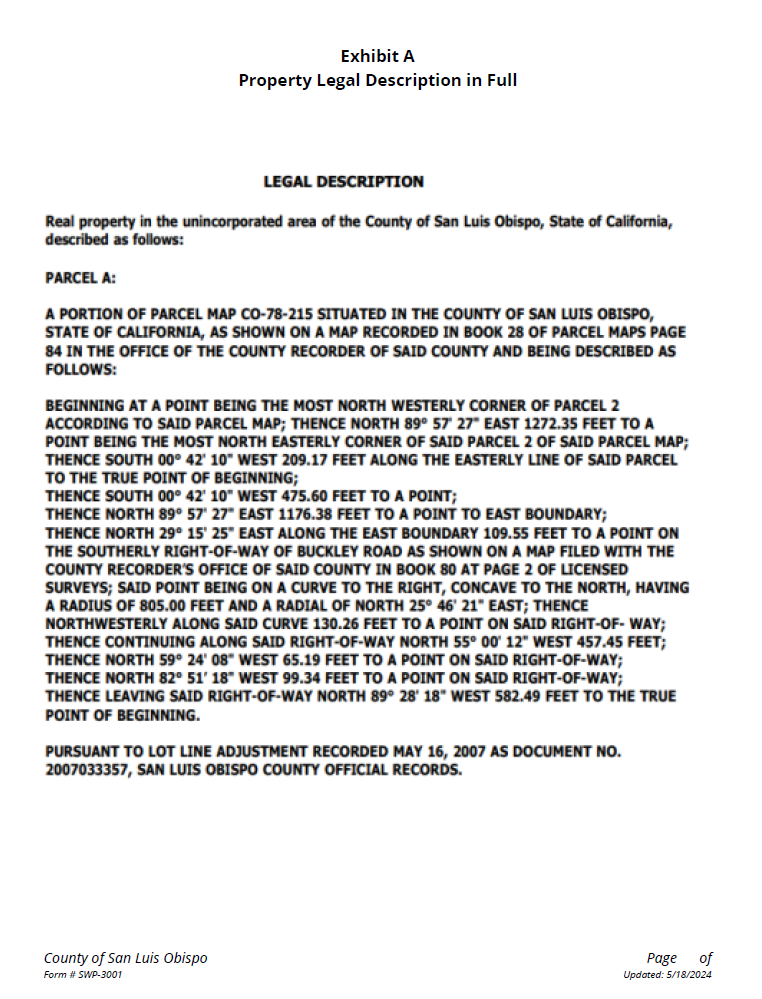 Exhibit A
Property Legal Description in Full
LEGAL DESCRIPTION
Real property in the unincorporated area of the County of San Luis Obispo, State of California,
described as follows:
PARCEL A:
A PORTION OF PARCEL MAP CO-78-215 SITUATED IN THE COUNTY OF SAN LUIS OBISPO,
STATE OF CALIFORNIA, AS SHOWN ON A MAP RECORDED IN BOOK 28 OF PARCEL MAPS PAGE
84 IN THE OFFICE OF THE COUNTY RECORDER OF SAID COUNTY AND BEING DESCRIBED AS
FOLLOWS:
BEGINNING AT A POINT BEING THE MOST NORTH WESTERLY CORNER OF PARCEL 2
ACCORDING TO SAID PARCEL MAP; THENCE NORTH 89° 57' 27" EAST 1272.35 FEET TO A
POINT BEING THE MOST NORTH EASTERLY CORNER OF SAID PARCEL 2 OF SAID PARCEL MAP;
THENCE SOUTH 00° 42' 10" WEST 209.17 FEET ALONG THE EASTERLY LINE OF SAID PARCEL
TO THE TRUE POINT OF BEGINNING;
THENCE SOUTH 00° 42' 10" WEST 475.60 FEET TO A POINT;
THENCE NORTH 89° 57' 27" EAST 1176.38 FEET TO A POINT TO EAST BOUNDARY;
THENCE NORTH 29° 15' 25" EAST ALONG THE EAST BOUNDARY 109.55 FEET TO A POINT ON
THE SOUTHERLY RIGHT-OF-WAY OF BUCKLEY ROAD AS SHOWN ON A MAP FILED WITH THE
COUNTY RECORDER'S OFFICE OF SAID COUNTY IN BOOK 80 AT PAGE 2 OF LICENSED
SURVEYS; SAID POINT BEING ON A CURVE TO THE RIGHT, CONCAVE TO THE NORTH, HAVING
A RADIUS OF 805.00 FEET AND A RADIAL OF NORTH 25° 46' 21" EAST; THENCE
NORTHWESTERLY ALONG SAID CURVE 130.26 FEET TO A POINT ON SAID RIGHT-OF- WAY;
THENCE CONTINUING ALONG SAID RIGHT-OF-WAY NORTH 55° 00' 12" WEST 457.45 FEET;
THENCE NORTH 59° 24' 08" WEST 65.19 FEET TO A POINT ON SAID RIGHT-OF-WAY;
THENCE NORTH 82° 51' 18" WEST 99.34 FEET TO A POINT ON SAID RIGHT-OF-WAY;
THENCE LEAVING SAID RIGHT-OF-WAY NORTH 89° 28' 18" WEST 582.49 FEET TO THE TRUE
POINT OF BEGINNING.
PURSUANT TO LOT LINE ADJUSTMENT RECORDED MAY 16, 2007 AS DOCUMENT NO.
2007033357, SAN LUIS OBISPO COUNTY OFFICIAL RECORDS.
County of San Luis Obispo Page of
Form # SWP-3001 Updated: 5/18/2024